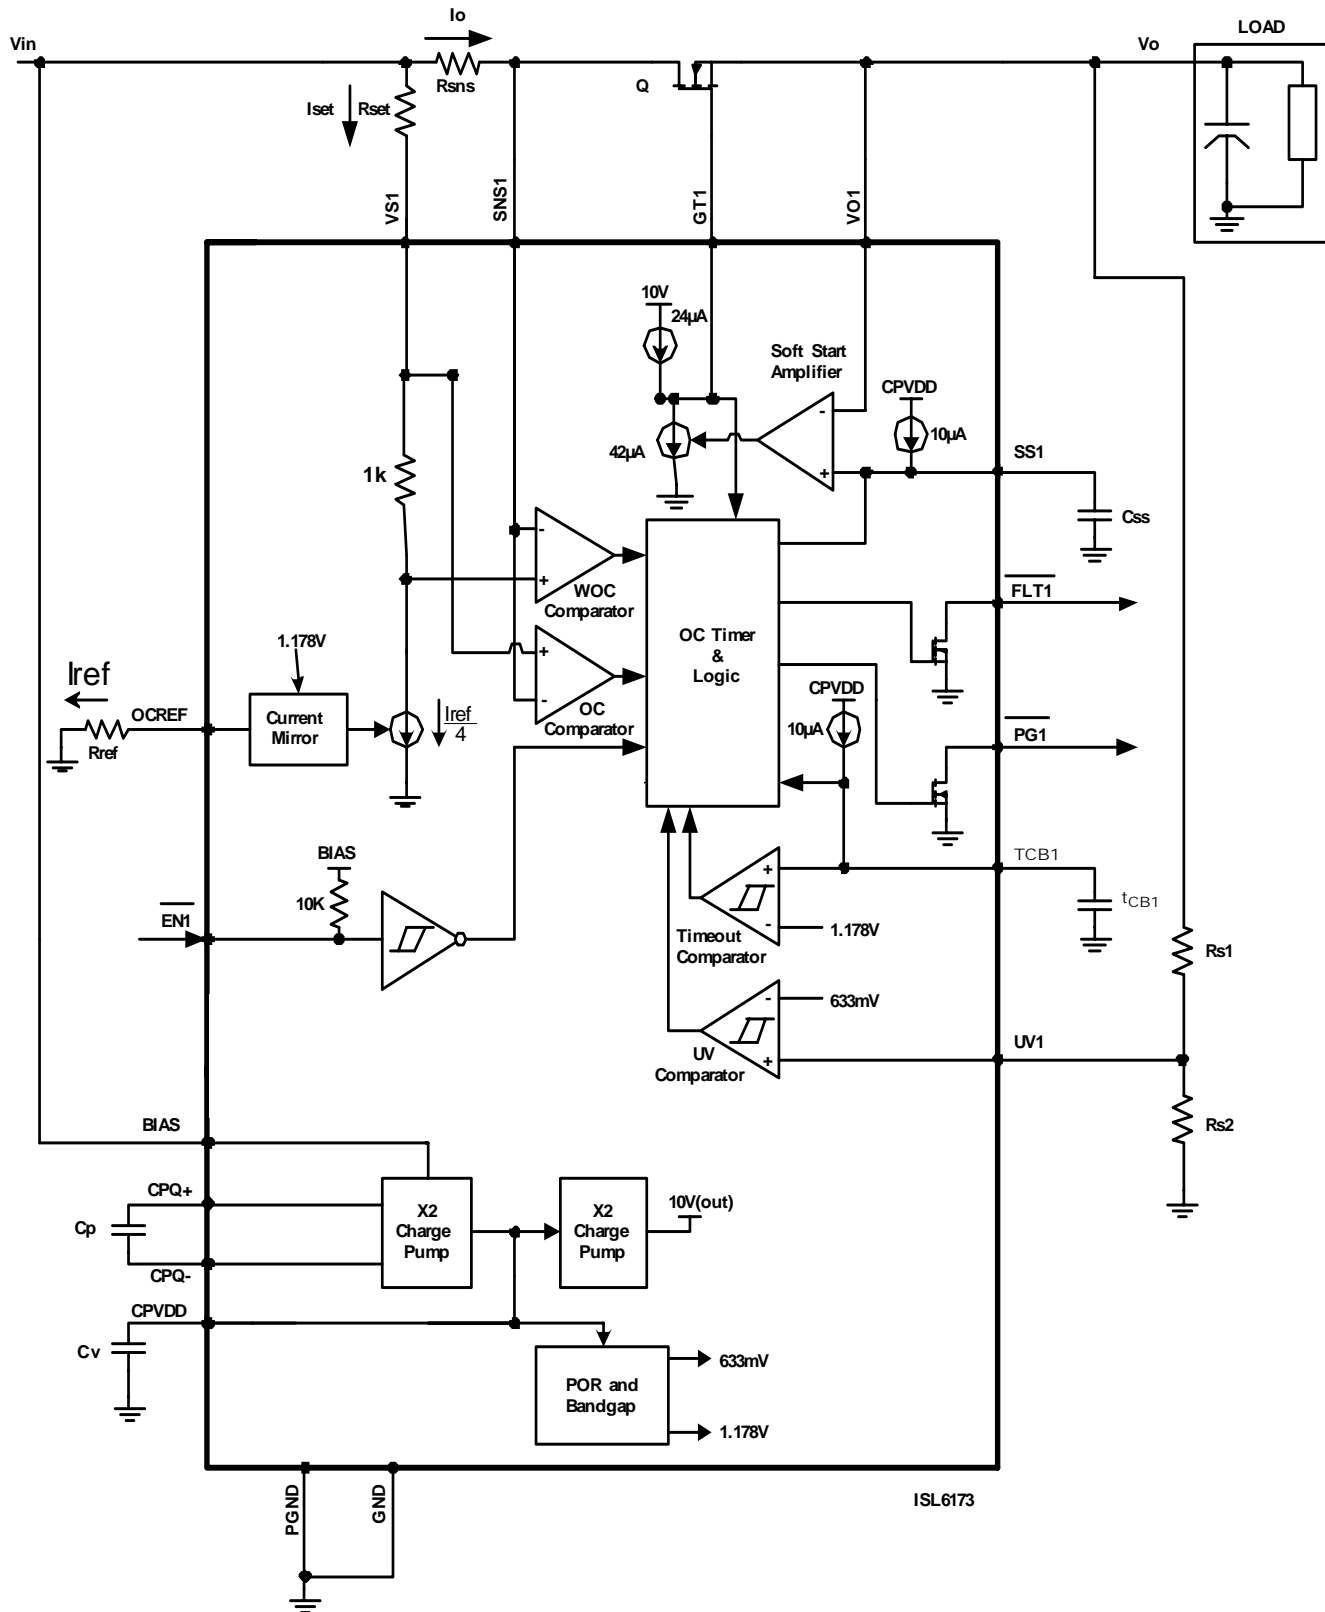 Io
Vin
Rsns
Q
Vo
LOAD
Iset
Rset
VS1
SNS1
GT1
VO1
10V
24µA
Soft Start
Amplifier
CPVDD
10µA
42µA
SS1
Css
1k
WOC
Comparator
FLT1
OC Timer
&
Logic
1.178V
Iref
OCREF
Rref
Current
Mirror
Iref
4
OC
Comparator
CPVDD
10µA
PG1
BIAS
10K
EN1
TCB1
tCB1
1.178V
Timeout
Comparator
Rs1
633mV
UV1
UV
Comparator
Rs2
BIAS
CPQ+
Cp
CPQ-
X2
Charge
Pump
X2
Charge
Pump
10V(out)
CPVDD
Cv
POR and
Bandgap
633mV
1.178V
PGND
GND
ISL6173